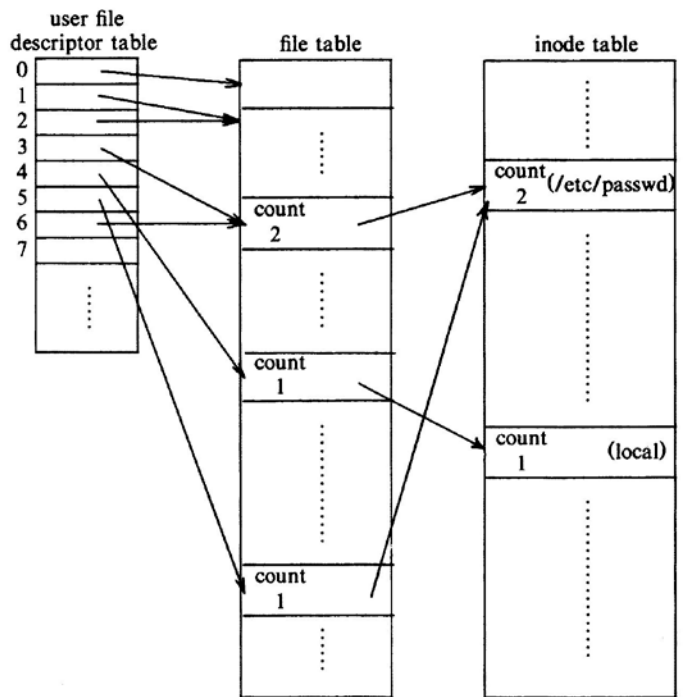 user file
descriptor table
file table
inode table
0
1
2
3
4
5
6
7
count
2
count
1
count
1
count
2
(/etc/passwd)
count
1
(local)